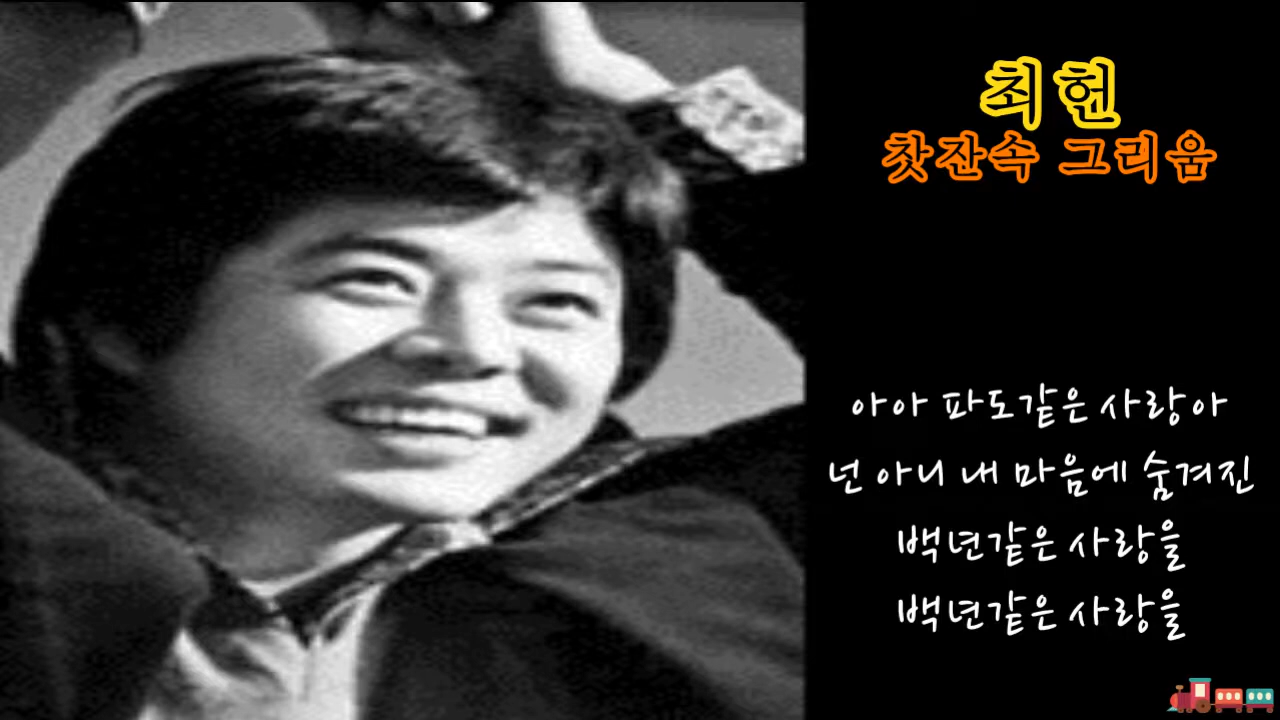 최헌
찻잔속 그리움
아아 파도같은 사랑아
넌 아니 내 마음에 숨겨진
백년같은 사랑을
백년같은 사랑을